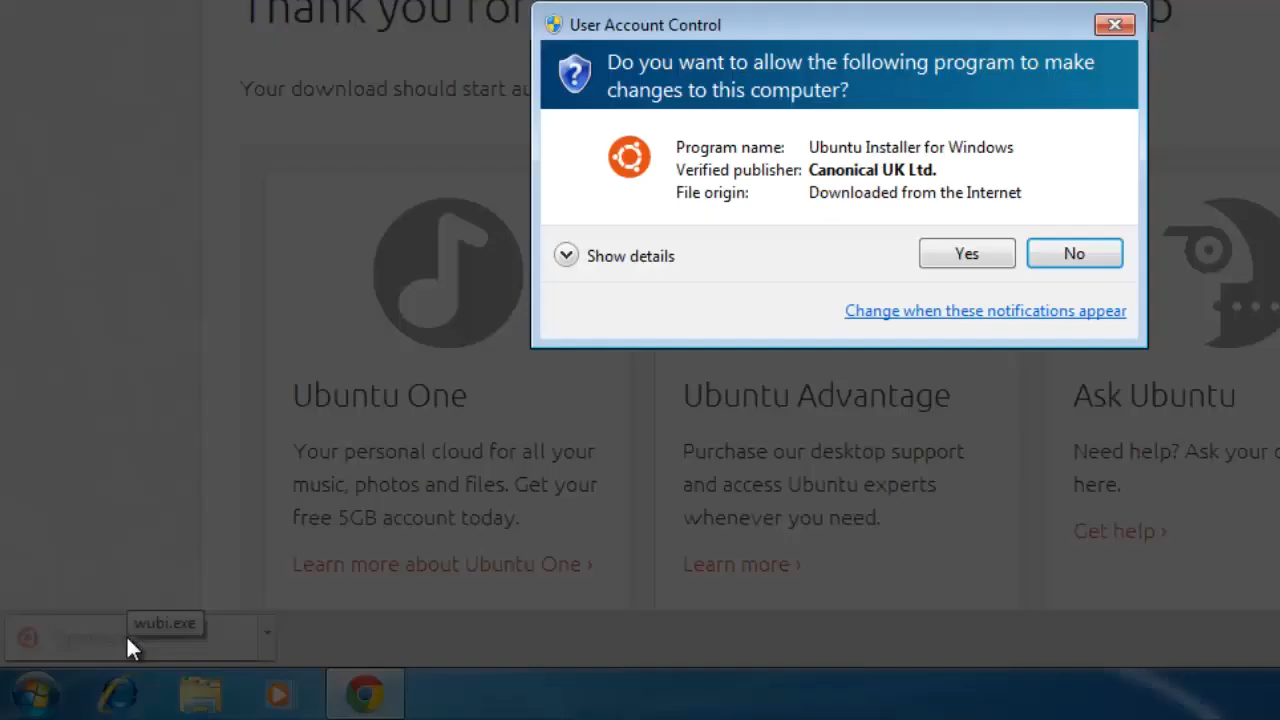 Thank you for
p
Your download should start au
User Account Control
Do you want to allow the following program to make
changes to this computer?
Program name: Ubuntu Installer for Windows
Verified publisher: Canonical UK Ltd.
File origin: Downloaded from the Internet
Show details
Yes
No
Change when these notifications appear
Ubuntu One
Your personal cloud for all your
music, photos and files. Get your
free 5GB account today.
Learn more about Ubuntu One ›
Ubuntu Advantage
Purchase our desktop support
and access Ubuntu experts
whenever you need.
Learn more ›
Ask Ubuntu
Need help? Ask your
here.
Get help ›
wubi.exe